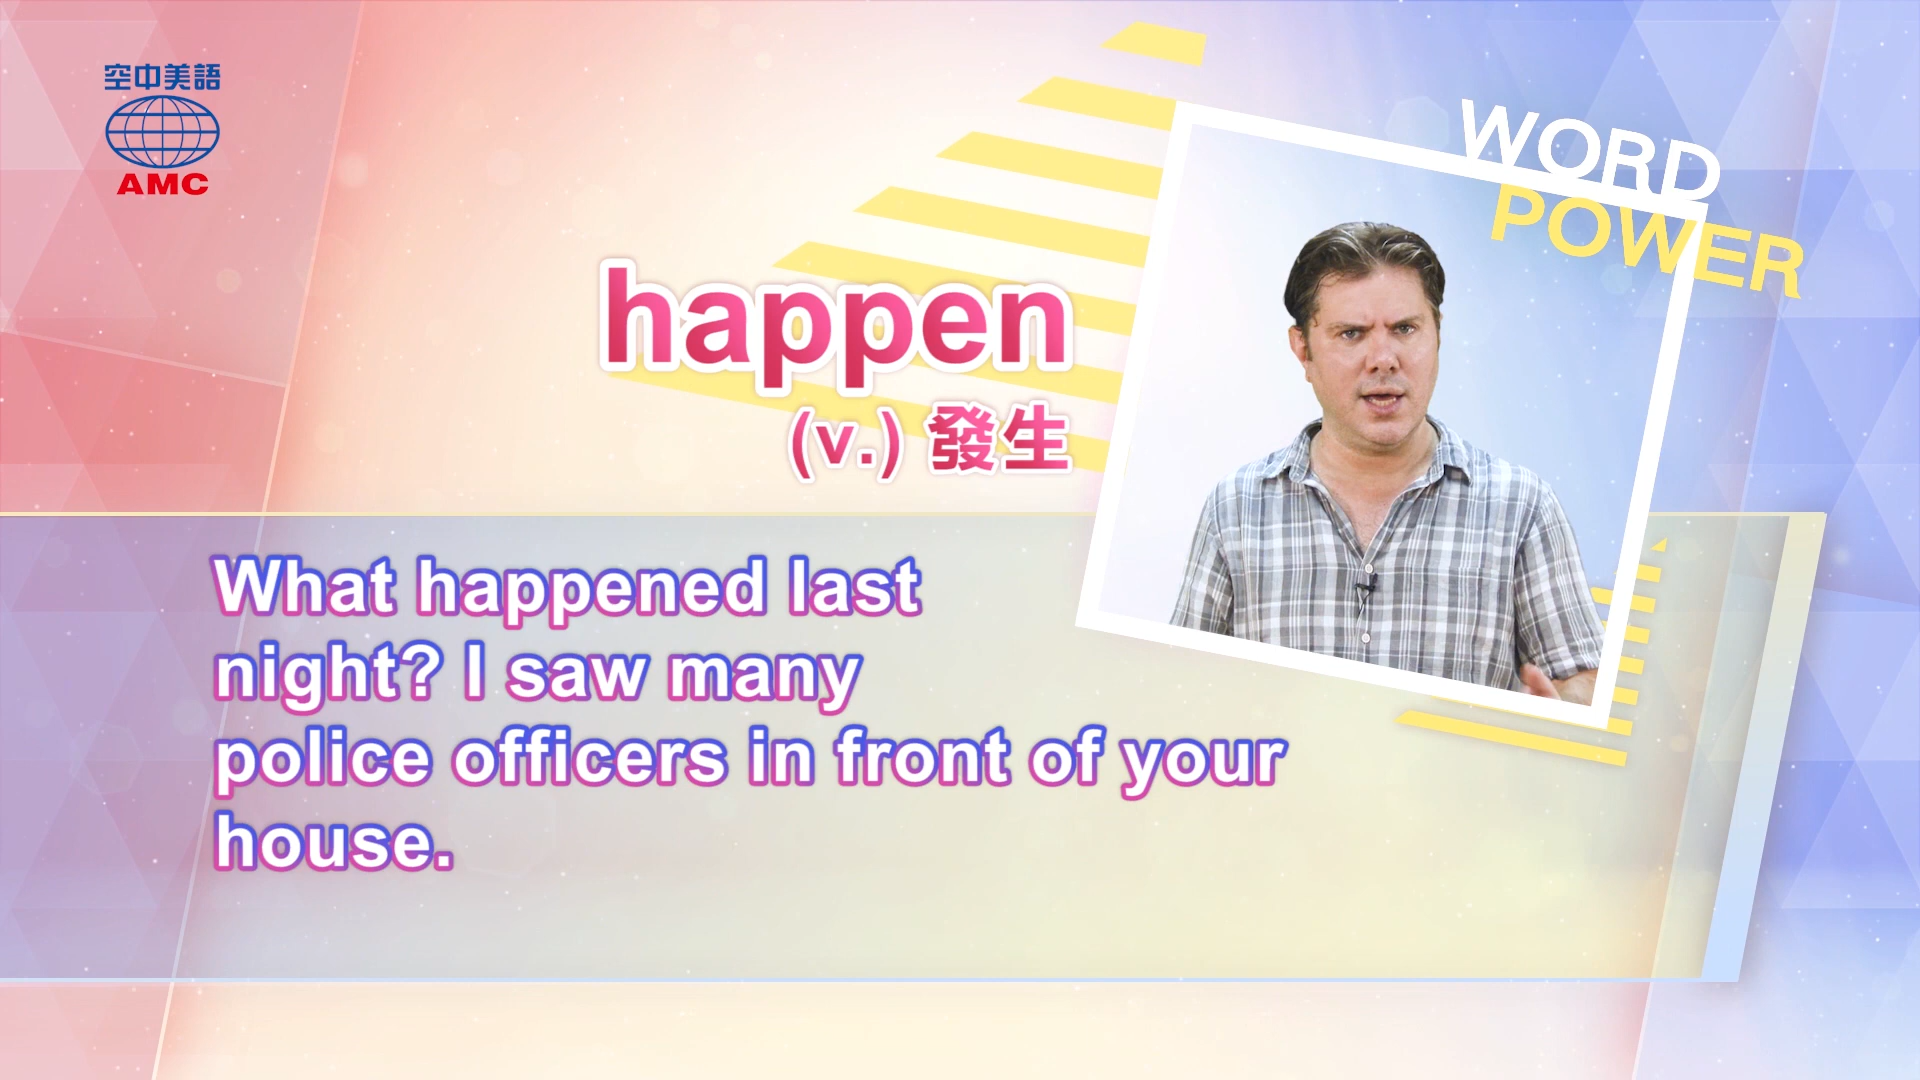 空中美語
AMC
WORD
POWER
happen
(v.) 發生
What happened last
night? I saw many
police officers in front of your
house.